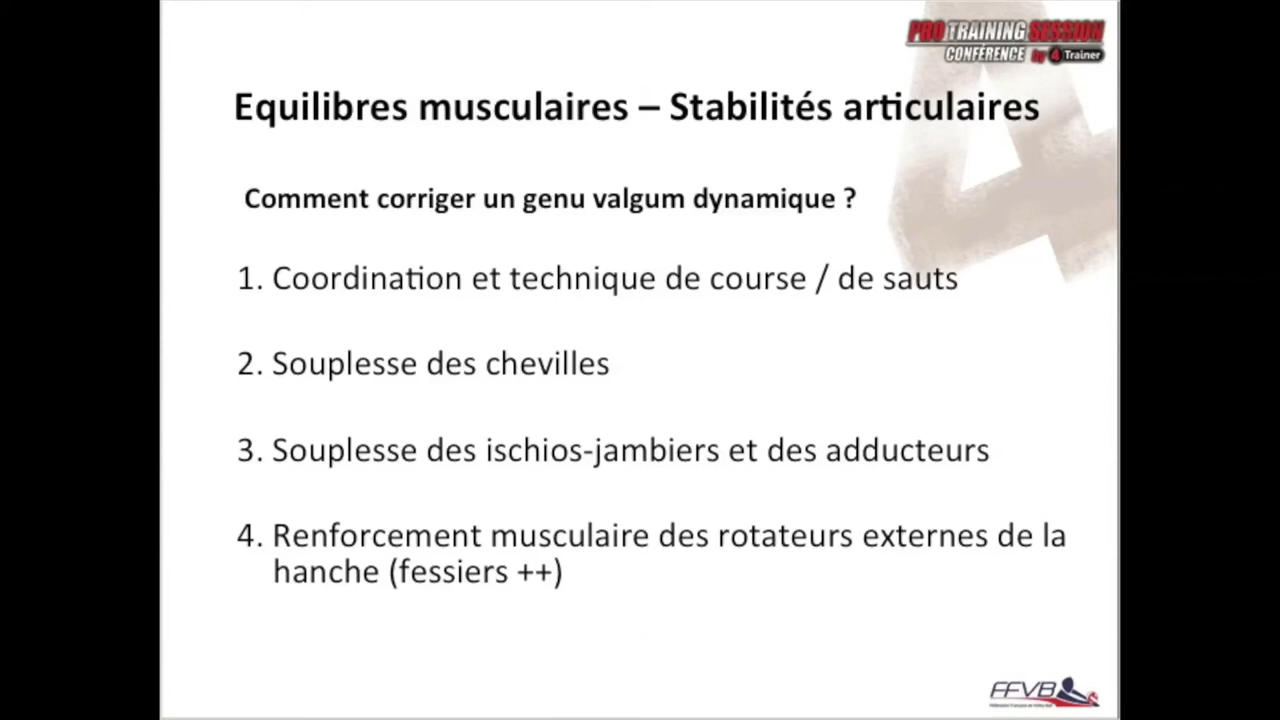 PRO TRAINING SESSION
CONFÉRENCE by 4 Trainer
Equilibres musculaires – Stabilités articulaires
Comment corriger un genu valgum dynamique ?
1. Coordination et technique de course / de sauts
2. Souplesse des chevilles
3. Souplesse des ischios-jambiers et des adducteurs
4. Renforcement musculaire des rotateurs externes de la
hanche (fessiers ++)
FFVB